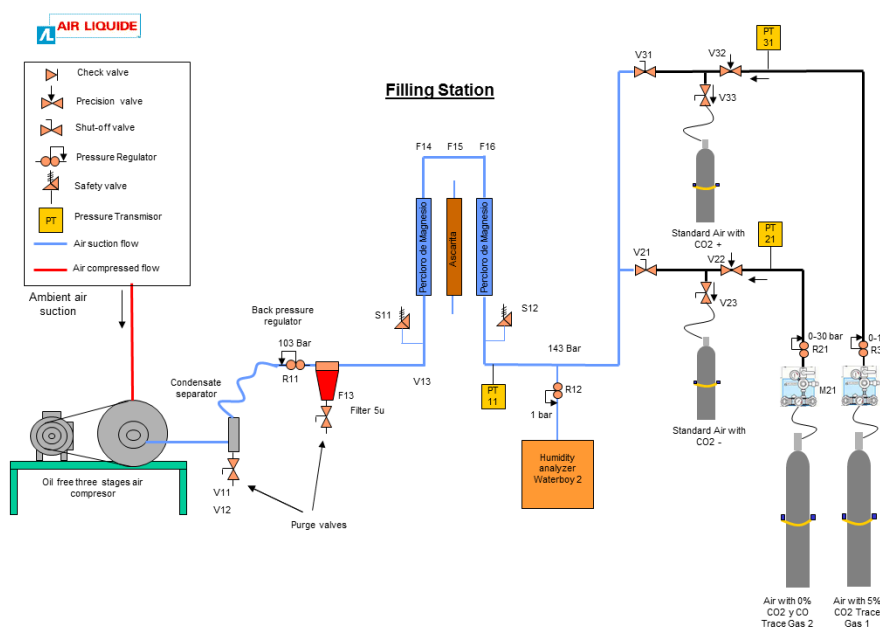 AIR LIQUIDE
Check valve
Precision valve
Shut-off valve
Pressure Regulator
Safety valve
PT
Pressure Transmisor
Air suction flow
Air compressed flow
Filling Station
Ambient air
suction
Back pressure
regulator
103 Bar
R11
Condensate
separator
F13
Filter 5u
V11
V12
Purge valves
Oil free three stages air
compresor
S11
V13
F14
F15
F16
Percloro de Magnesio
Ascarita
Percloro de Magnesio
S12
PT
11
143 Bar
R12
1 bar
Humidity
analyzer
Waterboy 2
V31
V32
PT
31
V33
Standard Air with
CO2 +
V21
V22
PT
21
V23
Standard Air with
CO2 -
0-30 bar
R21
0-1
R3
M21
Air with 0%
CO2 y CO
Trace Gas 2
Air with 5%
CO2 Trace
Gas 1